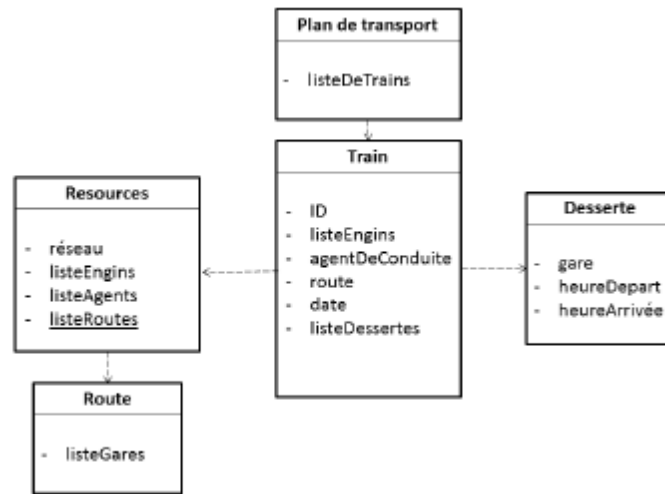 Plan de transport
- listeDeTrains
Train
- ID
- listeEngins
- agentDeConduite
- route
- date
- listeDessertes
Resources
- réseau
- listeEngins
- listeAgents
- listeRoutes
Desserte
- gare
- heureDepart
- heureArrivée
Route
- listeGares